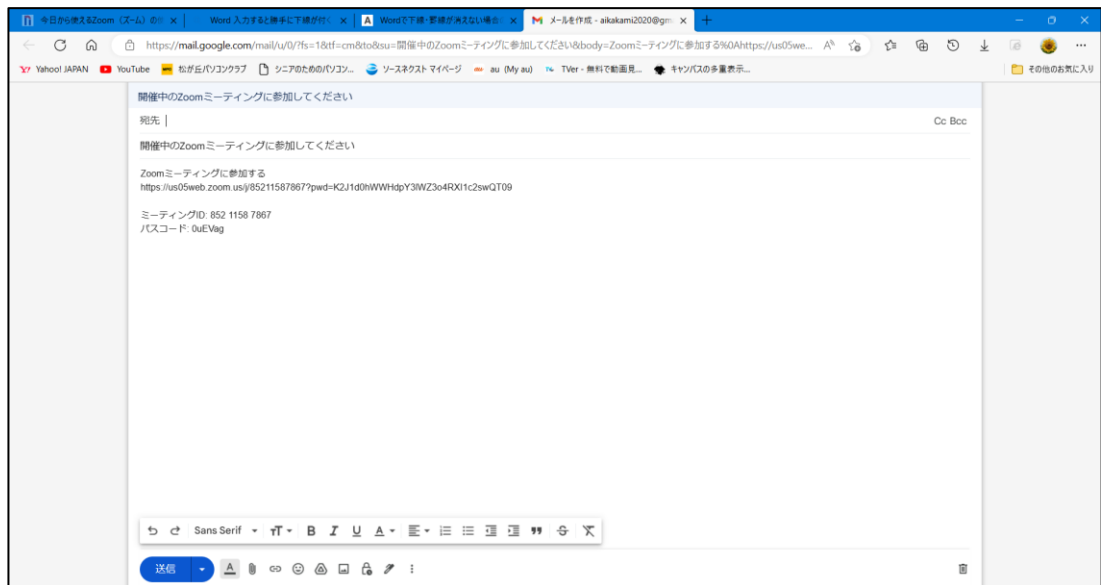 今日から使えるZoom（ズーム）の
Word 入力すると勝手に下線が付く
Wordで下線・罫線が消えない場合
メールを作成 - aikakami2020@gm
https://mail.google.com/mail/u/0/?fs=1&tf=cm&to&su=開催中のZoomミーティングに参加してください&body=Zoomミーティングに参加する%0Ahttps://us05we...
Yahoo! JAPAN
YouTube
松が丘パソコンクラブ
シニアのためのパソコン...
ソースネクスト マイページ
au (My au)
TVer - 無料で動画見...
キャンバスの多重表示...
その他のお気に入り
開催中のZoomミーティングに参加してください
宛先
Cc Bcc
開催中のZoomミーティングに参加してください
Zoomミーティングに参加する
https://us05web.zoom.us/j/85211587867?pwd=K2J1d0hWWHdpY3lWZ3o4RXI1c2swQT09
ミーティングID: 852 1158 7867
パスコード: 0uEVag
Sans Serif
送信